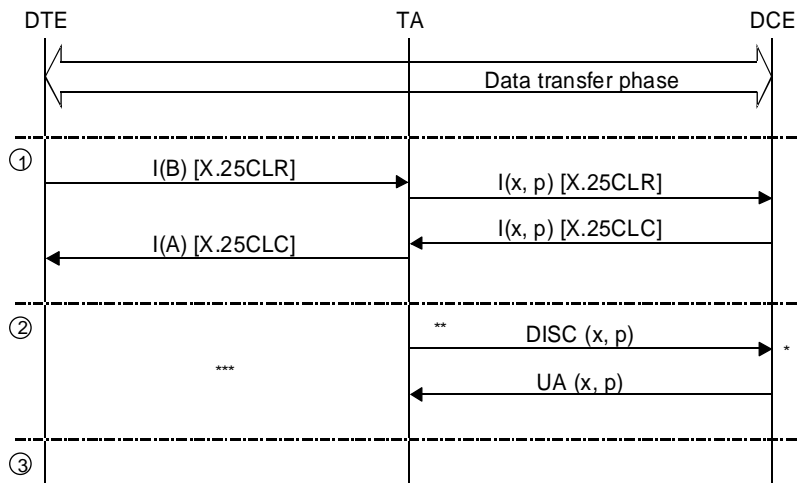 DTE TA DCE
Data transfer phase
①
I(B) [X.25CLR]
I(x, p) [X.25CLR]
I(x, p) [X.25CLC]
I(A) [X.25CLC]
②
**
DISC (x, p)
*
***
UA (x, p)
③